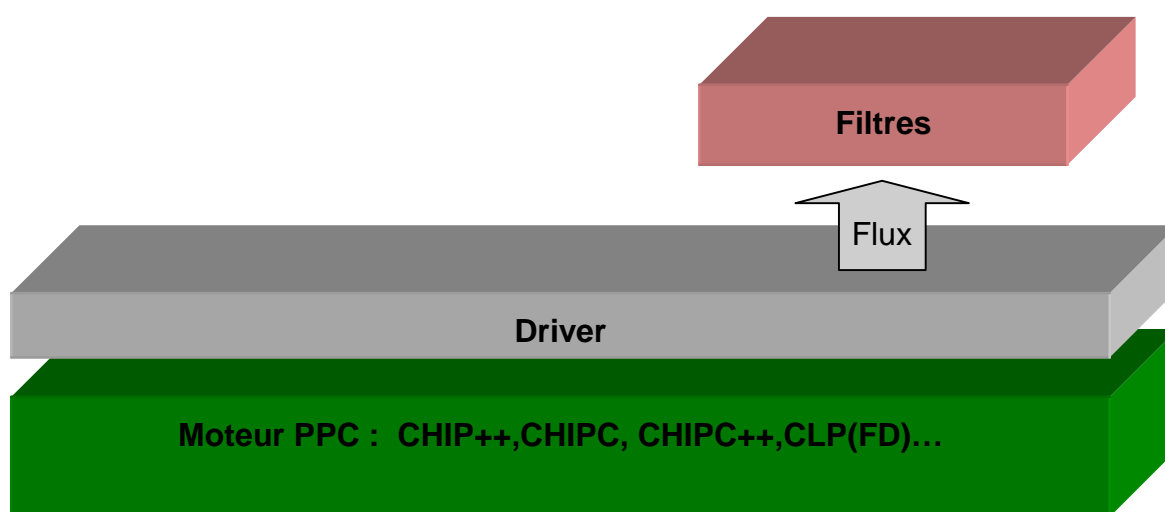 Filtres
Flux
Driver
Moteur PPC : CHIP++,CHIPC, CHIPC++,CLP(FD)…